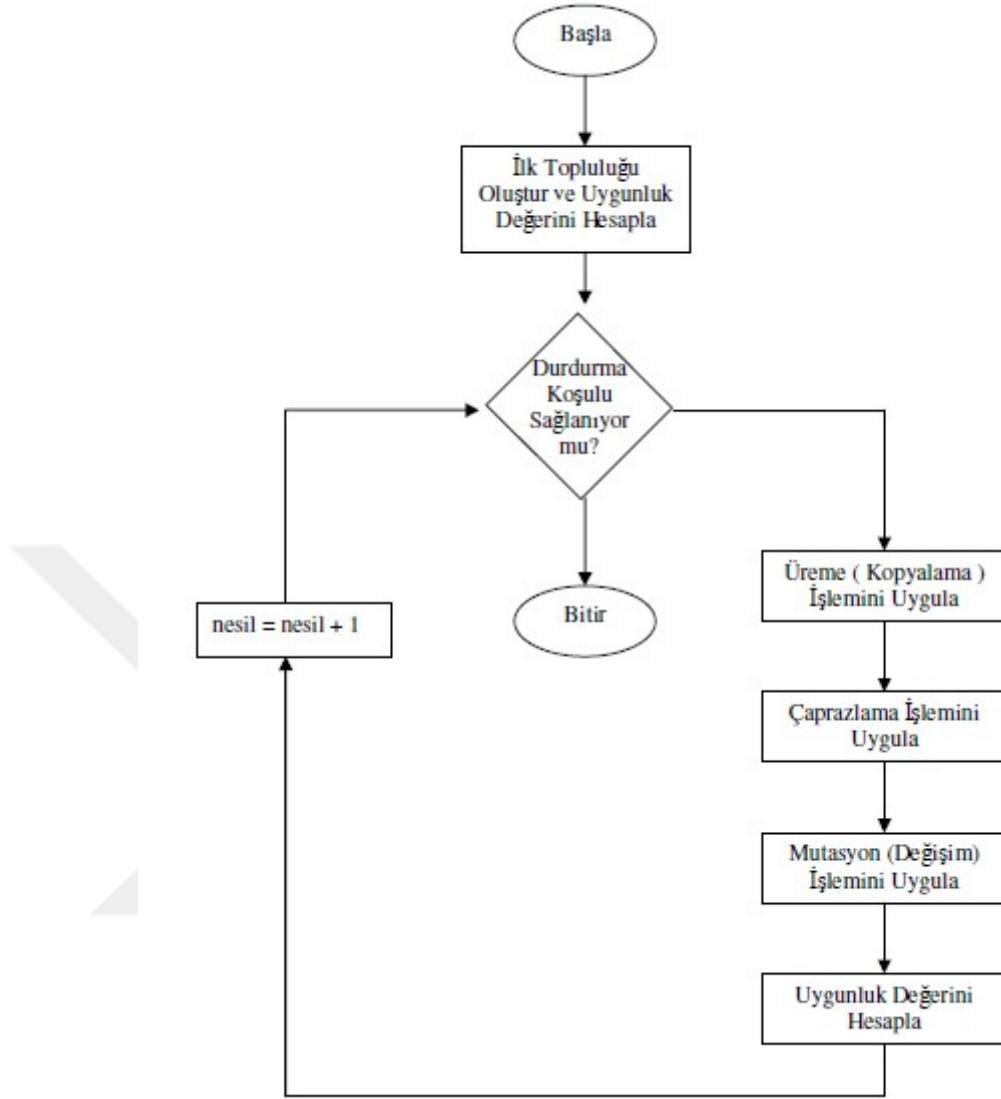 Başla
İlk Topluluğu
Oluştur ve Uygunluk
Değerini Hesapla
Durdurma
Koşulu
Sağlanıyor
mu?
Üreme ( Kopyalama )
İşlemini Uygula
nesil = nesil + 1
Bitir
Çaprazlama İşlemini
Uygula
Mutasyon (Değişim)
İşlemini Uygula
Uygunluk Değerini
Hesapla